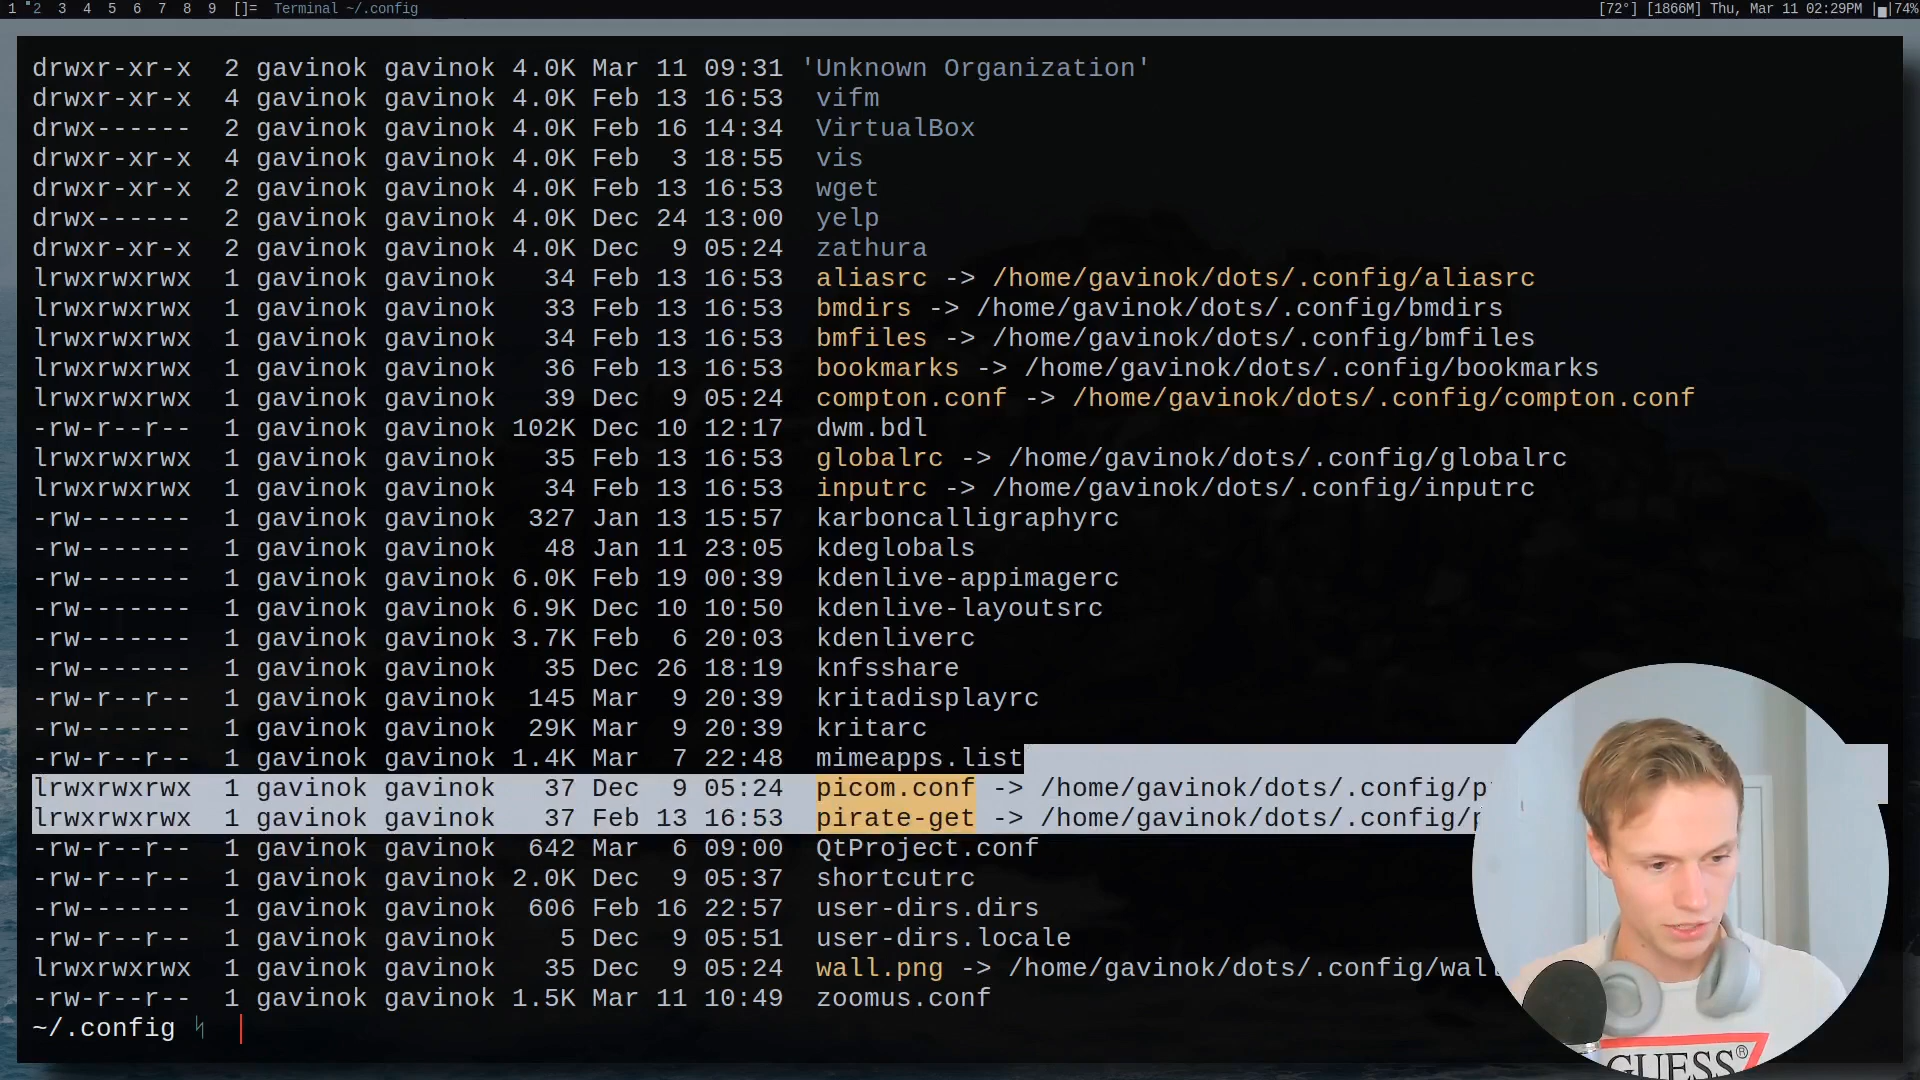 1 2 3 4 5 6 7 8 9 []= Terminal ~/.config [72°] [1866M] Thu, Mar 11 02:29PM | |74%
drwxr-xr-x 2 gavinok gavinok 4.0K Mar 11 09:31 'Unknown Organization'
drwxr-xr-x 4 gavinok gavinok 4.0K Feb 13 16:53 vifm
drwx------ 2 gavinok gavinok 4.0K Feb 16 14:34 VirtualBox
drwxr-xr-x 4 gavinok gavinok 4.0K Feb 3 18:55 vis
drwxr-xr-x 2 gavinok gavinok 4.0K Feb 13 16:53 wget
drwx------ 2 gavinok gavinok 4.0K Dec 24 13:00 yelp
drwxr-xr-x 2 gavinok gavinok 4.0K Dec 9 05:24 zathura
lrwxrwxrwx 1 gavinok gavinok 34 Feb 13 16:53 aliasrc -> /home/gavinok/dots/.config/aliasrc
lrwxrwxrwx 1 gavinok gavinok 33 Feb 13 16:53 bmdirs -> /home/gavinok/dots/.config/bmdirs
lrwxrwxrwx 1 gavinok gavinok 34 Feb 13 16:53 bmfiles -> /home/gavinok/dots/.config/bmfiles
lrwxrwxrwx 1 gavinok gavinok 36 Feb 13 16:53 bookmarks -> /home/gavinok/dots/.config/bookmarks
lrwxrwxrwx 1 gavinok gavinok 39 Dec 9 05:24 compton.conf -> /home/gavinok/dots/.config/compton.conf
-rw-r--r-- 1 gavinok gavinok 102K Dec 10 12:17 dwm.bdl
lrwxrwxrwx 1 gavinok gavinok 35 Feb 13 16:53 globalrc -> /home/gavinok/dots/.config/globalrc
lrwxrwxrwx 1 gavinok gavinok 34 Feb 13 16:53 inputrc -> /home/gavinok/dots/.config/inputrc
-rw------- 1 gavinok gavinok 327 Jan 13 15:57 karboncalligraphyrc
-rw------- 1 gavinok gavinok 48 Jan 11 23:05 kdeglobals
-rw------- 1 gavinok gavinok 6.0K Feb 19 00:39 kdenlive-appimagerc
-rw------- 1 gavinok gavinok 6.9K Dec 10 10:50 kdenlive-layoutsrc
-rw------- 1 gavinok gavinok 3.7K Feb 6 20:03 kdenliverc
-rw------- 1 gavinok gavinok 35 Dec 26 18:19 knfsshare
-rw-r--r-- 1 gavinok gavinok 145 Mar 9 20:39 kritadisplayrc
-rw------- 1 gavinok gavinok 29K Mar 9 20:39 kritarc
-rw-r--r-- 1 gavinok gavinok 1.4K Mar 7 22:48 mimeapps.list
lrwxrwxrwx 1 gavinok gavinok 37 Dec 9 05:24 picom.conf -> /home/gavinok/dots/.config/p
lrwxrwxrwx 1 gavinok gavinok 37 Feb 13 16:53 pirate-get -> /home/gavinok/dots/.config/p
-rw-r--r-- 1 gavinok gavinok 642 Mar 6 09:00 QtProject.conf
-rw-r--r-- 1 gavinok gavinok 2.0K Dec 9 05:37 shortcutrc
-rw------- 1 gavinok gavinok 606 Feb 16 22:57 user-dirs.dirs
-rw-r--r-- 1 gavinok gavinok 5 Dec 9 05:51 user-dirs.locale
lrwxrwxrwx 1 gavinok gavinok 35 Dec 9 05:24 wall.png -> /home/gavinok/dots/.config/wal
-rw-r--r-- 1 gavinok gavinok 1.5K Mar 11 10:49 zoomus.conf
~/.config ᛋ
GUESS®